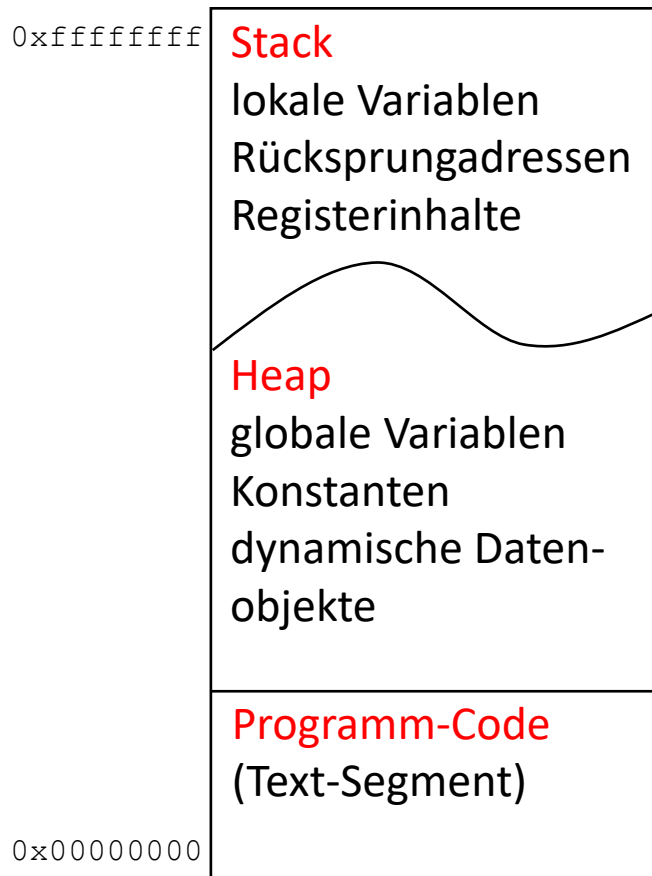 0xffffffff
Stack
lokale Variablen
Rücksprungadressen
Registerinhalte
Heap
globale Variablen
Konstanten
dynamische Daten-
objekte
Programm-Code
(Text-Segment)
0x00000000